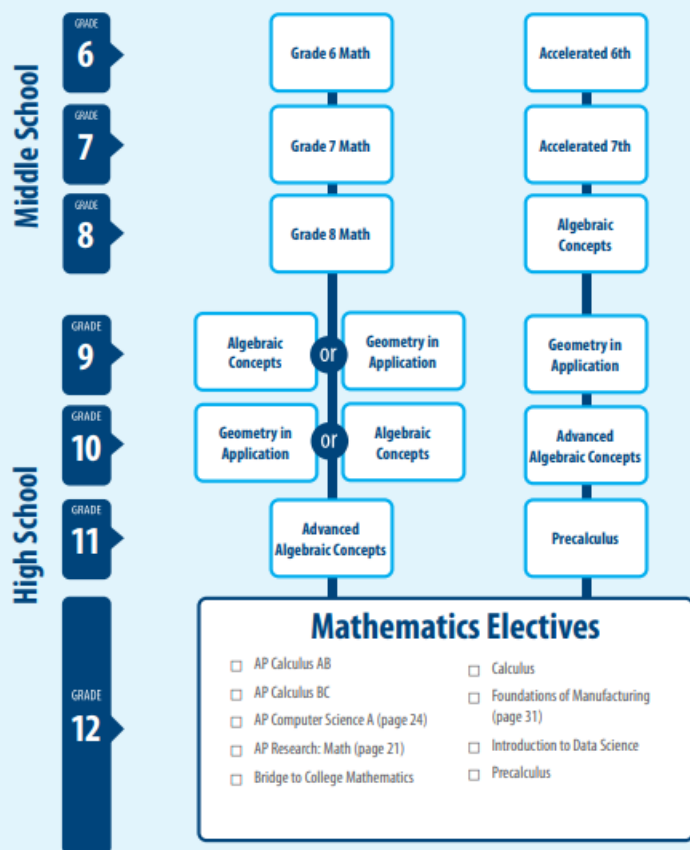 Middle School
GRADE
6
Grade 6 Math
Accelerated 6th
GRADE
7
Grade 7 Math
Accelerated 7th
GRADE
8
Grade 8 Math
Algebraic
Concepts
High School
GRADE
9
Algebraic
Concepts
or
Geometry in
Application
Geometry in
Application
GRADE
10
Geometry in
Application
or
Algebraic
Concepts
Advanced
Algebraic Concepts
GRADE
11
Advanced
Algebraic Concepts
Precalculus
GRADE
12
Mathematics Electives
AP Calculus AB
AP Calculus BC
AP Computer Science A (page 24)
AP Research: Math (page 21)
Bridge to College Mathematics
Calculus
Foundations of Manufacturing
(page 31)
Introduction to Data Science
Precalculus